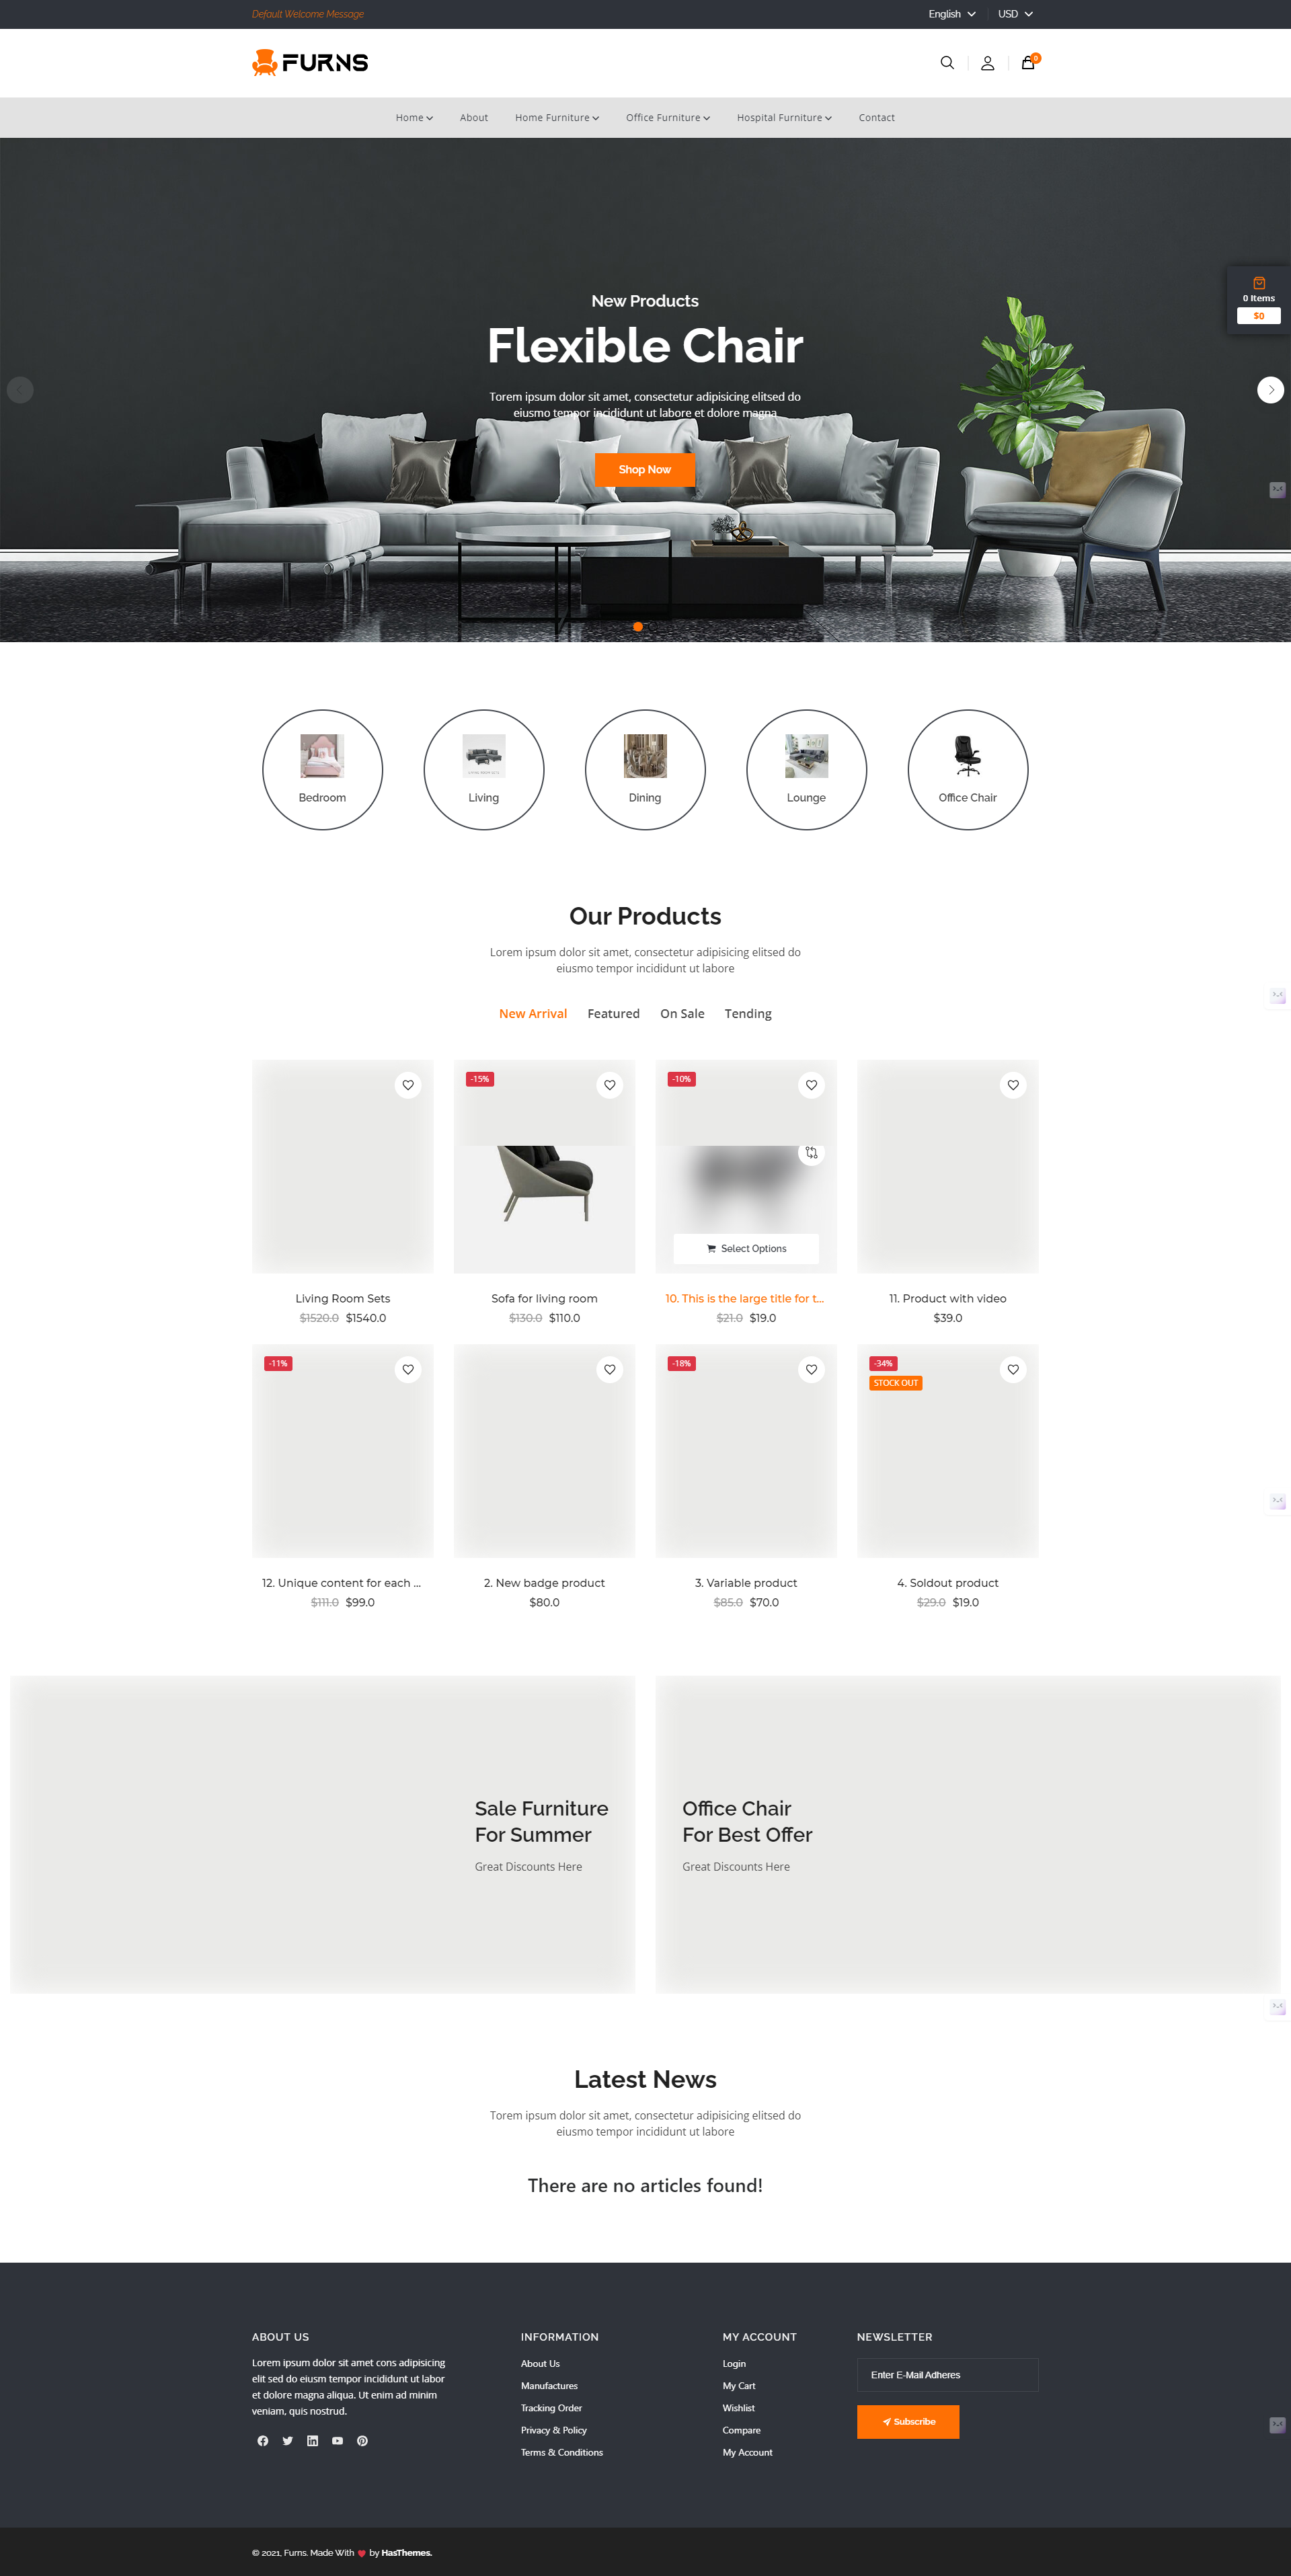 Default Welcome Message
English
USD
FURNS
0
Home
About
Home Furniture
Office Furniture
Hospital Furniture
Contact
0 Items
$0
New Products
Flexible Chair
Torem ipsum dolor sit amet, consectetur adipisicing elitsed do
eiusmo tempor incididunt ut labore et dolore magna
Shop Now
Bedroom
Living
Dining
Lounge
Office Chair
Our Products
Lorem ipsum dolor sit amet, consectetur adipisicing elitsed do
eiusmo tempor incididunt ut labore
New Arrival
Featured
On Sale
Tending
-15%
-10%
Select Options
Living Room Sets
$1520.0 $1540.0
Sofa for living room
$130.0 $110.0
10. This is the large title for t...
$21.0 $19.0
11. Product with video
$39.0
-11%
-18%
-34%
STOCK OUT
12. Unique content for each ...
$111.0 $99.0
2. New badge product
$80.0
3. Variable product
$85.0 $70.0
4. Soldout product
$29.0 $19.0
Sale Furniture
For Summer
Great Discounts Here
Office Chair
For Best Offer
Great Discounts Here
Latest News
Torem ipsum dolor sit amet, consectetur adipisicing elitsed do
eiusmo tempor incididunt ut labore
There are no articles found!
ABOUT US
Lorem ipsum dolor sit amet cons adipisicing
elit sed do eiusm tempor incididunt ut labor
et dolore magna aliqua. Ut enim ad minim
veniam, quis nostrud.
INFORMATION
About Us
Manufactures
Tracking Order
Privacy & Policy
Terms & Conditions
MY ACCOUNT
Login
My Cart
Wishlist
Compare
My Account
NEWSLETTER
Enter E-Mail Adheres
Subscribe
© 2021, Furns. Made With ❤ by HasThemes.